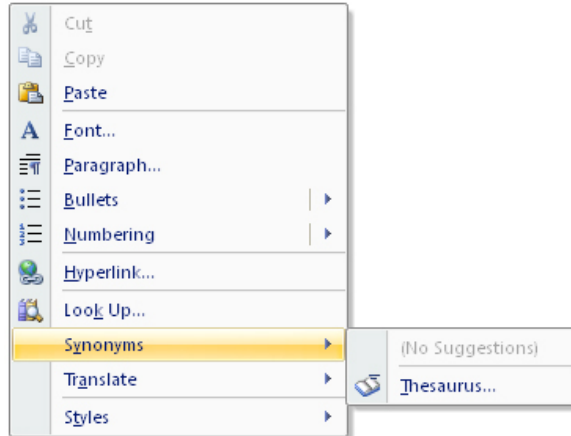 Cut
Copy
Paste
Font...
Paragraph...
Bullets
Numbering
Hyperlink...
Look Up...
Synonyms
(No Suggestions)
Thesaurus...
Translate
Styles